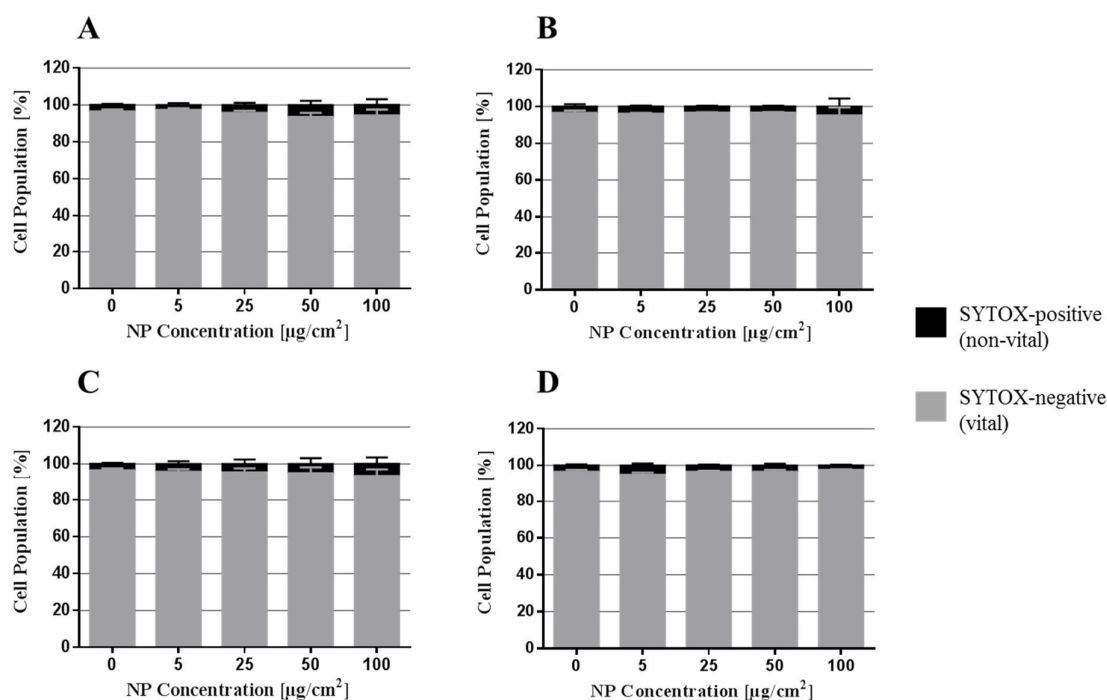 A
120
100
80
60
40
20
0
Cell Population [%]
0 5 25 50 100
NP Concentration [µg/cm²]
B
120
100
80
60
40
20
0
Cell Population [%]
0 5 25 50 100
NP Concentration [µg/cm²]
SYTOX-positive
(non-vital)
SYTOX-negative
(vital)
C
120
100
80
60
40
20
0
Cell Population [%]
0 5 25 50 100
NP Concentration [µg/cm²]
D
120
100
80
60
40
20
0
Cell Population [%]
0 5 25 50 100
NP Concentration [µg/cm²]